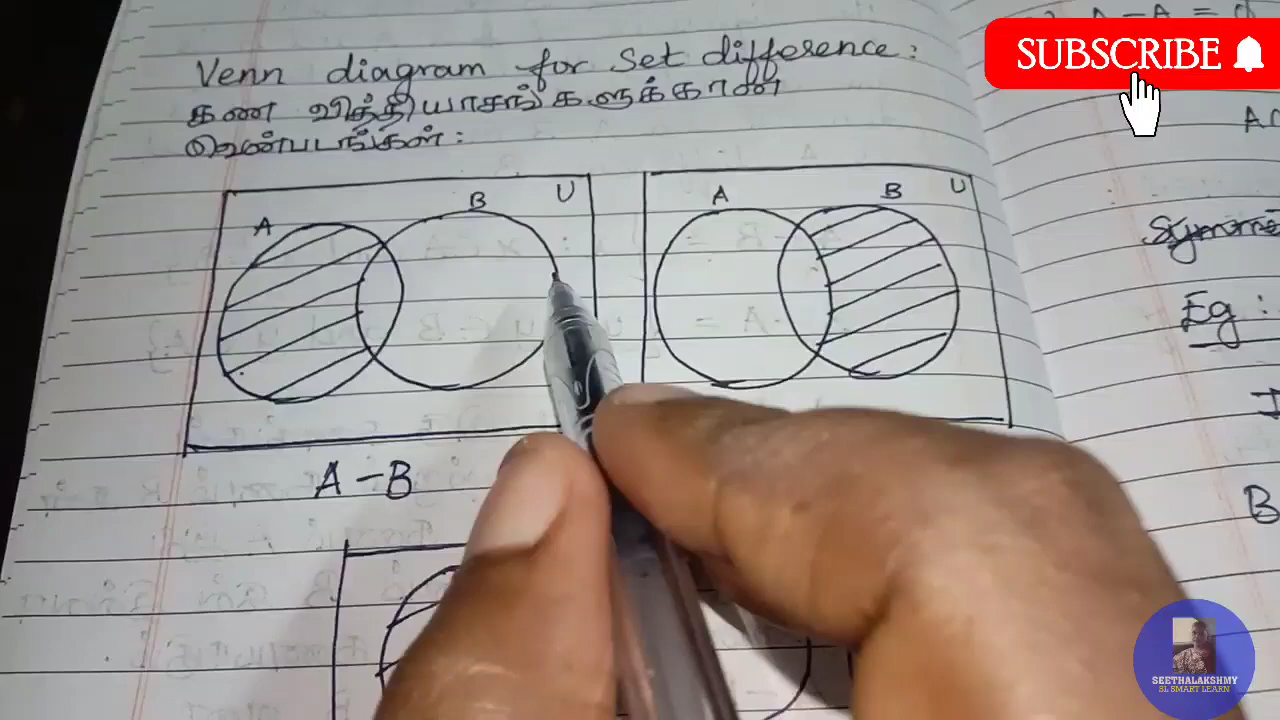 Venn diagram for Set difference:
கண வித்தியாசங்களுக்கான
வென்படங்கள்:
A B U
A B U
A-B
A-A = φ
Eg:
B
SUBSCRIBE
SEETHALAKSHMY
SL SMART LEARN